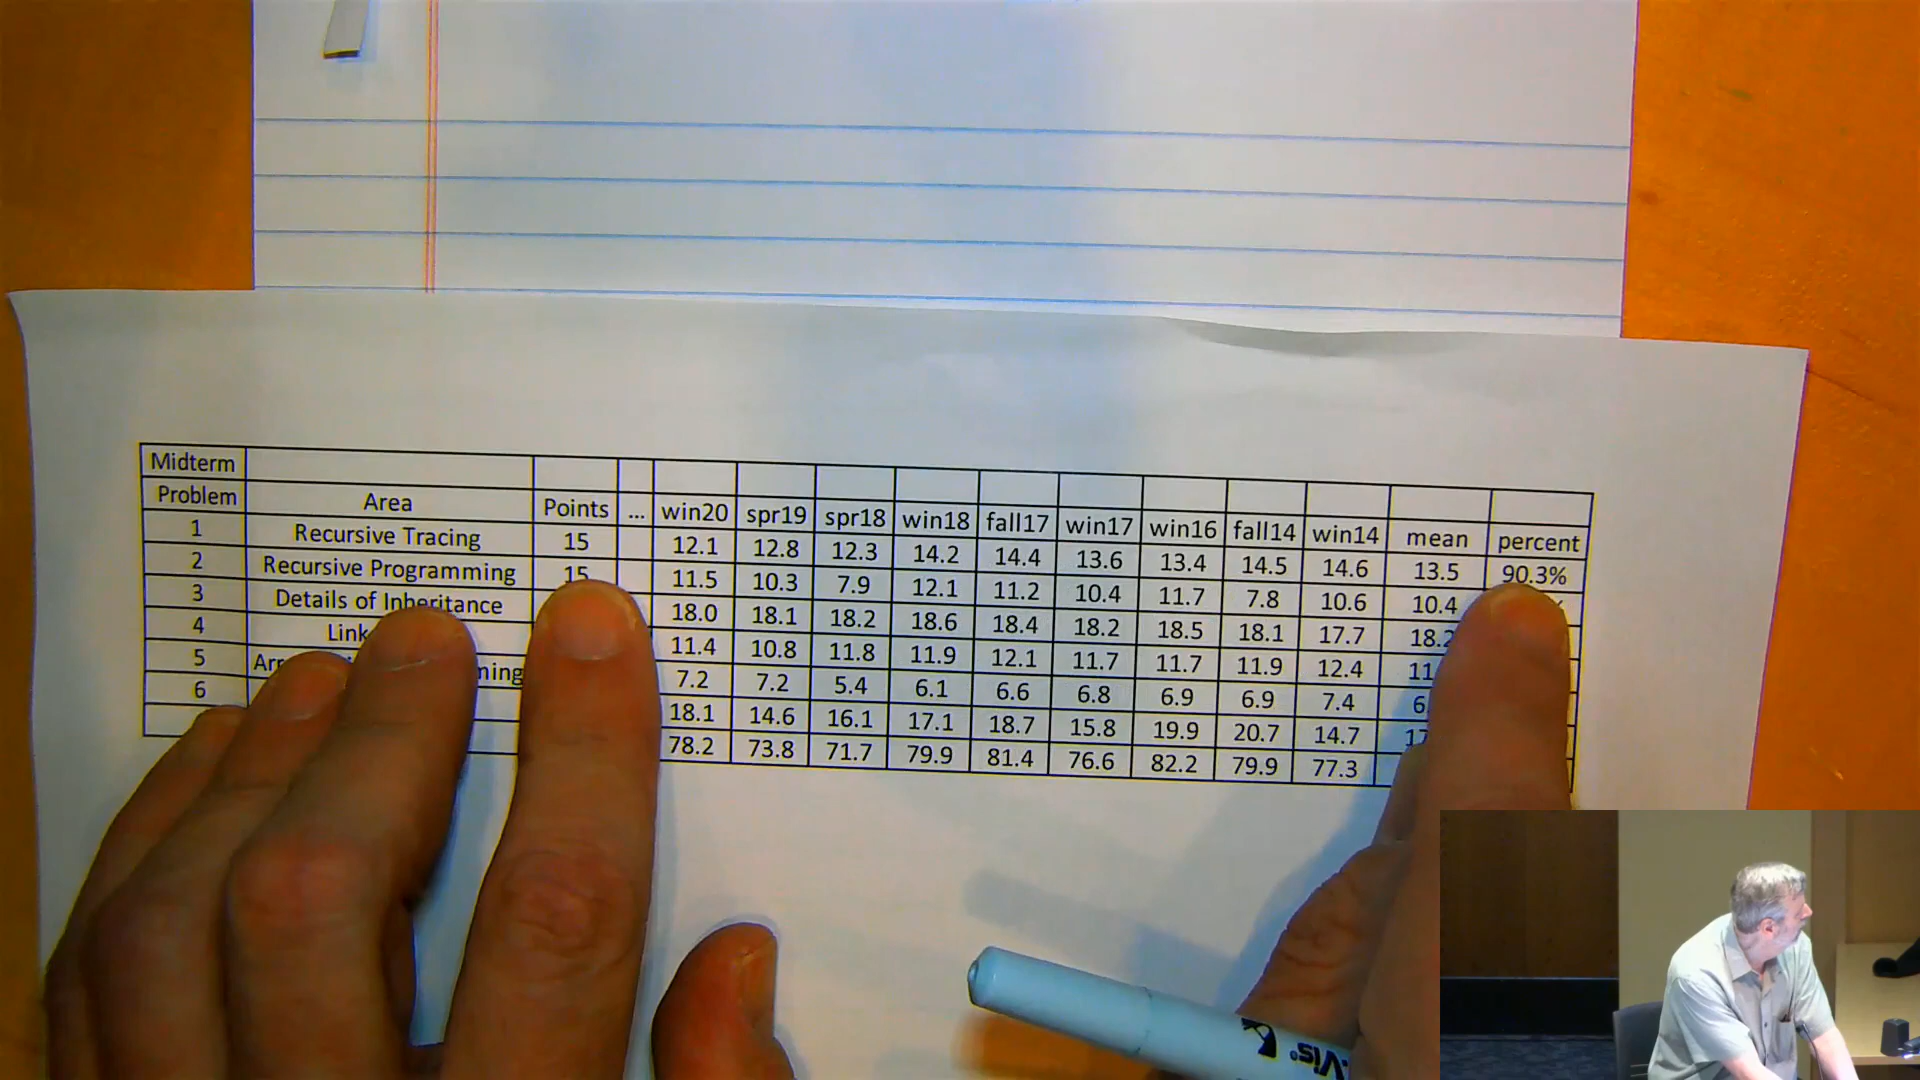 Midterm
Problem Area Points ... win20 spr19 spr18 win18 fall17 win17 win16 fall14 win14 mean percent
1 Recursive Tracing 15 12.1 12.8 12.3 14.2 14.4 13.6 13.4 14.5 14.6 13.5 90.3%
2 Recursive Programming 15 11.5 10.3 7.9 12.1 11.2 10.4 11.7 7.8 10.6 10.4
3 Details of Inheritance 18.0 18.1 18.2 18.6 18.4 18.2 18.5 18.1 17.7 18.2
4 11.4 10.8 11.8 11.9 12.1 11.7 11.7 11.9 12.4
5 7.2 7.2 5.4 6.1 6.6 6.8 6.9 6.9 7.4
6 18.1 14.6 16.1 17.1 18.7 15.8 19.9 20.7 14.7
78.2 73.8 71.7 79.9 81.4 76.6 82.2 79.9 77.3